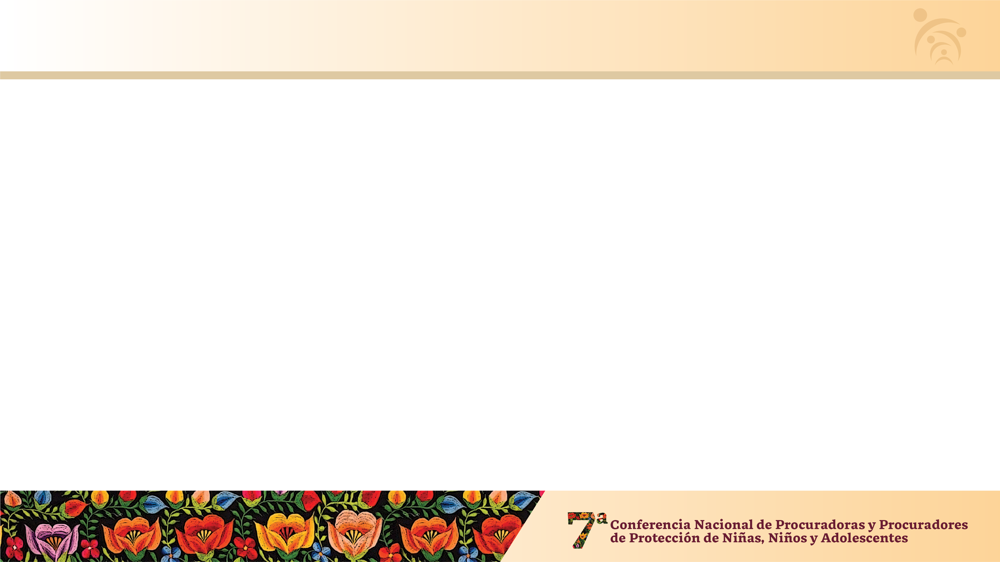 7ª Conferencia Nacional de Procuradoras y Procuradores
de Protección de Niñas, Niños y Adolescentes